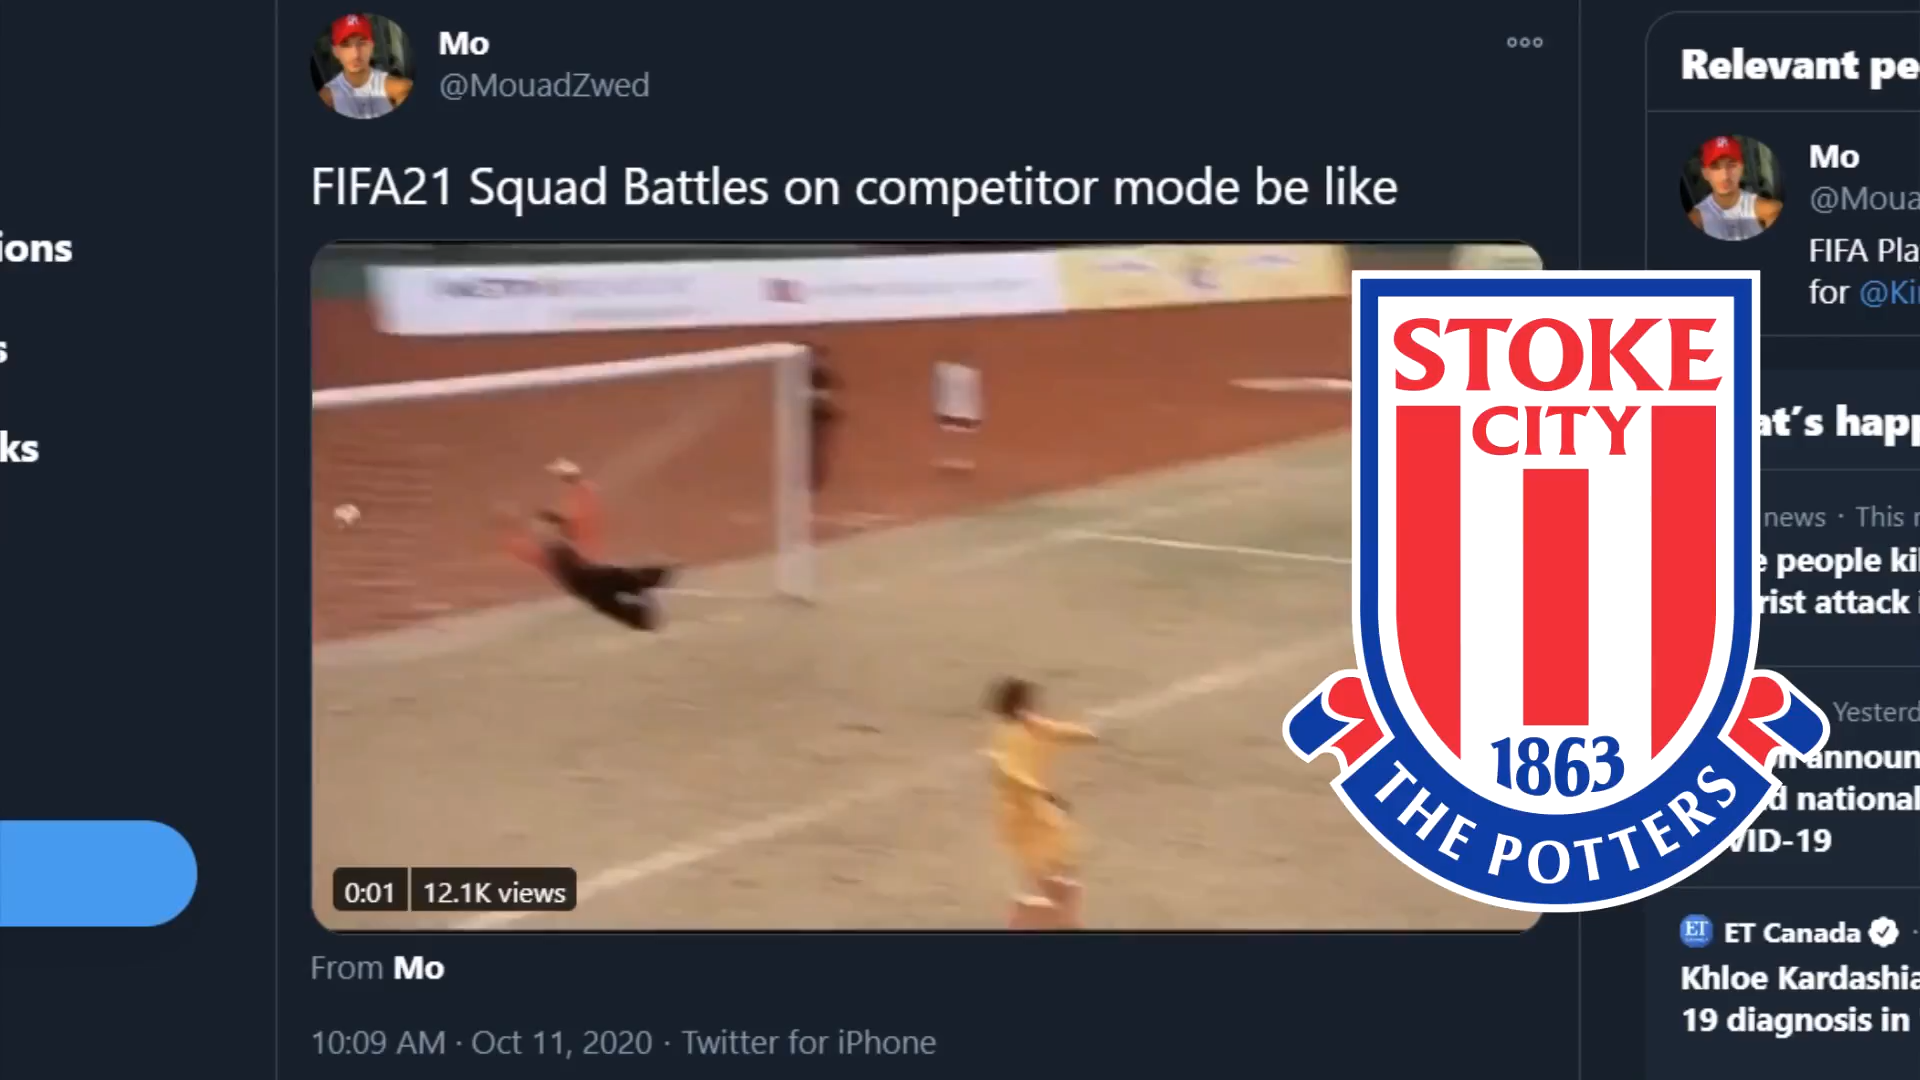 Mo
@MouadZwed
FIFA21 Squad Battles on competitor mode be like
0:01 12.1K views
From Mo
10:09 AM · Oct 11, 2020 · Twitter for iPhone
ions
s
ks
STOKE
CITY
1863
THE POTTERS
Relevant pe
Mo
@Moua
FIFA Pla
for @Ki
at's happ
news · This
people ki
rist attack
Yesterd
announ
d national
VID-19
ET ET Canada
Khloe Kardashia
19 diagnosis in